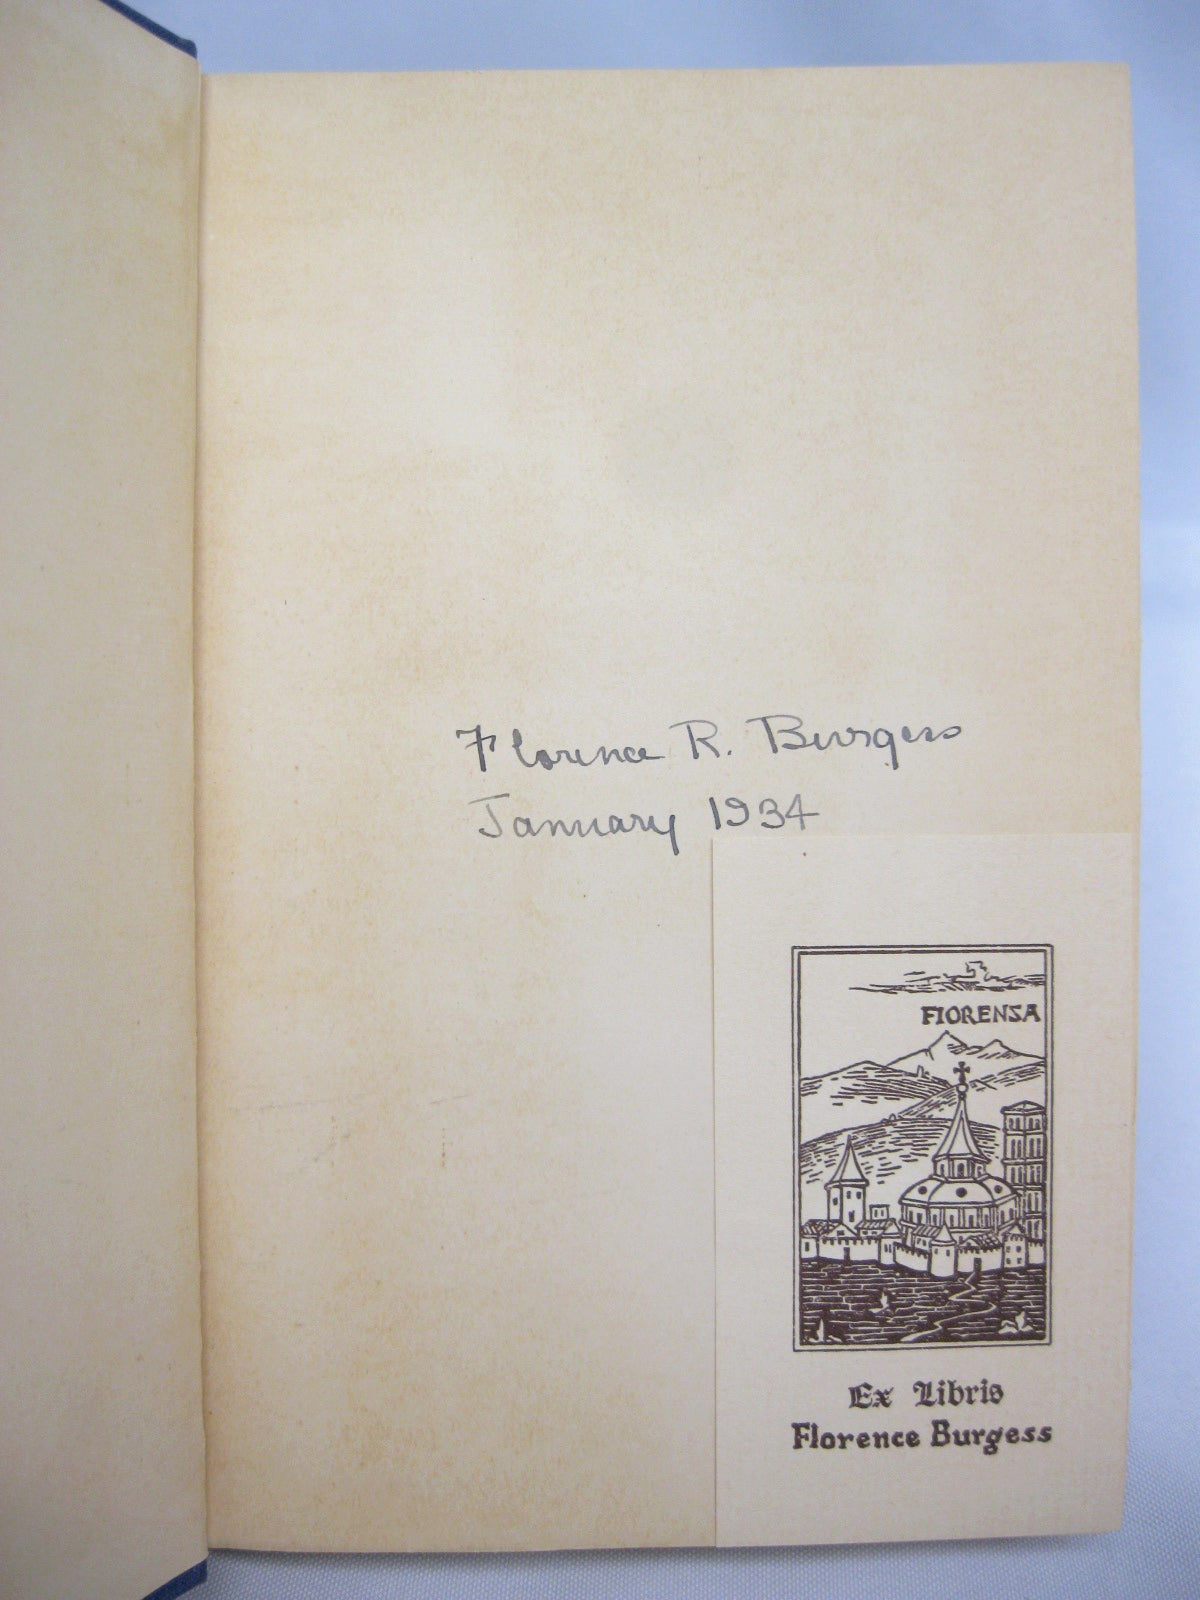 Florence R. Burgess
January 1934
FIORENSA
Ex Libris
Florence Burgess